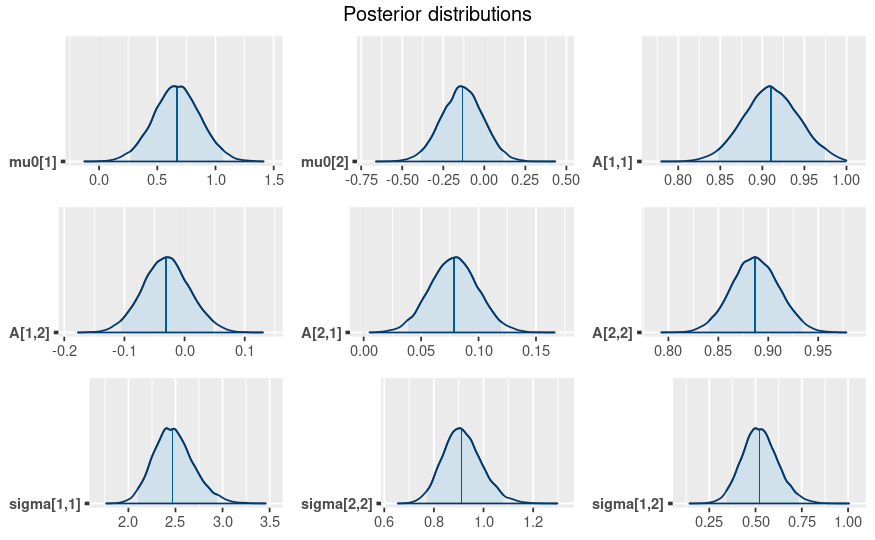 Posterior distributions
mu0[1] mu0[2] A[1,1]
0.0 0.5 1.0 1.5 -0.75 -0.50 -0.25 0.00 0.25 0.50 0.80 0.85 0.90 0.95 1.00
A[1,2] A[2,1] A[2,2]
-0.2 -0.1 0.0 0.1 0.00 0.05 0.10 0.15 0.80 0.85 0.90 0.95
sigma[1,1] sigma[2,2] sigma[1,2]
2.0 2.5 3.0 3.5 0.6 0.8 1.0 1.2 0.25 0.50 0.75 1.00